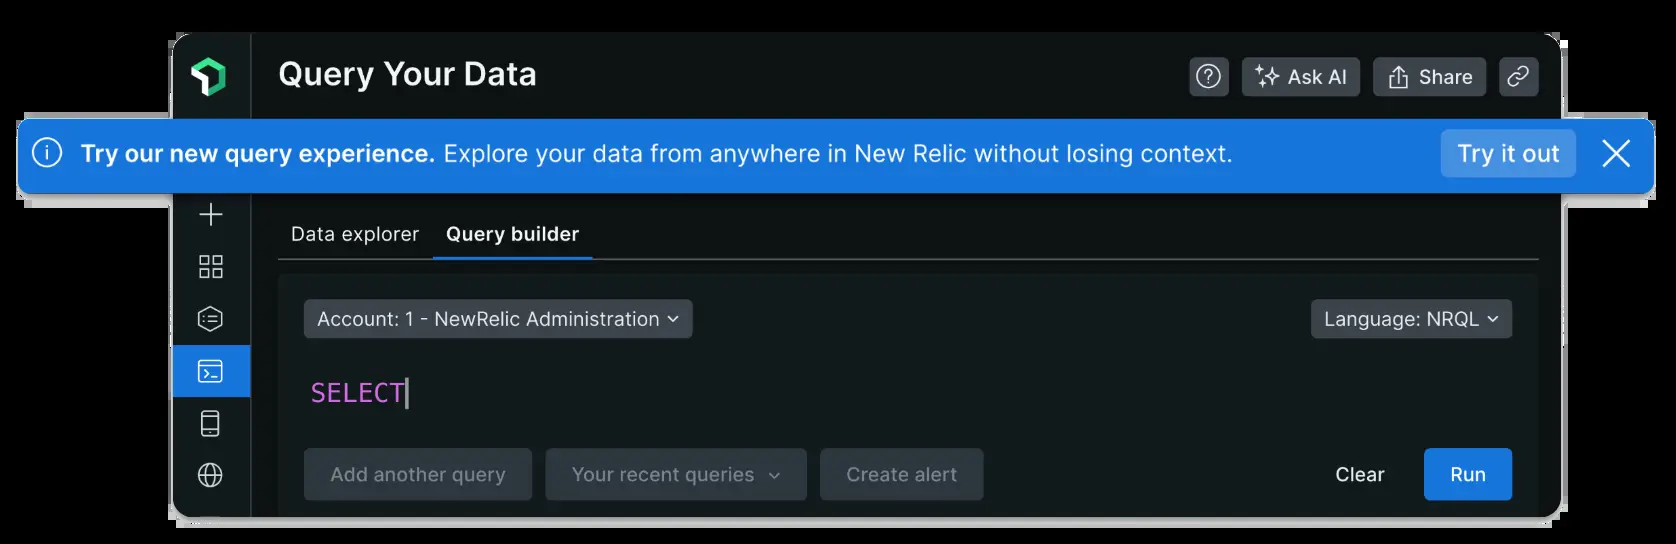 Query Your Data
Ask AI
Share
Try our new query experience. Explore your data from anywhere in New Relic without losing context.
Try it out
Data explorer
Query builder
Account: 1 - NewRelic Administration
Language: NRQL
SELECT
Add another query
Your recent queries
Create alert
Clear
Run